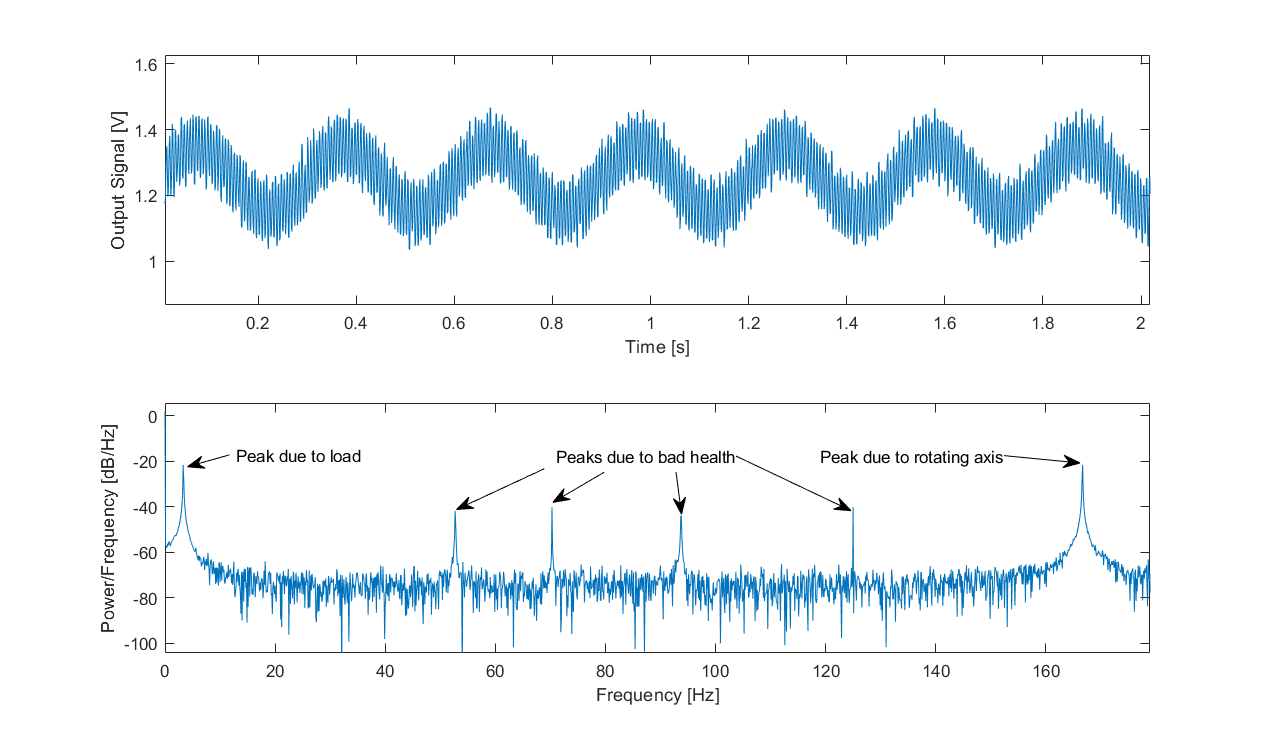 1.6
1.4
1.2
1
Output Signal [V]
0.2 0.4 0.6 0.8 1 1.2 1.4 1.6 1.8 2
Time [s]
0
-20
-40
-60
-80
-100
Power/Frequency [dB/Hz]
Peak due to load
Peaks due to bad health
Peak due to rotating axis
0 20 40 60 80 100 120 140 160
Frequency [Hz]